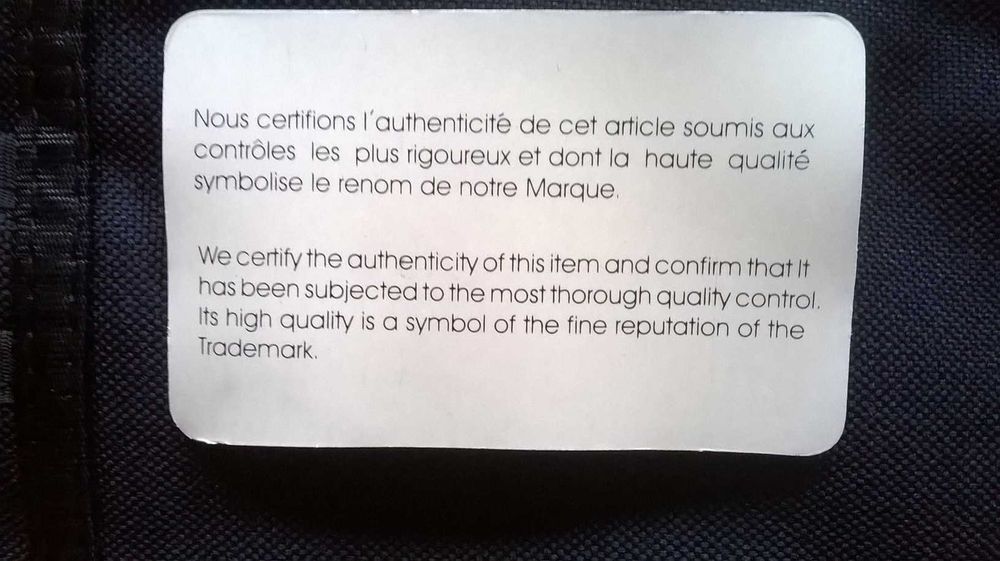 Nous certifions l'authenticité de cet article soumis aux
contrôles les plus rigoureux et dont la haute qualité
symbolise le renom de notre Marque.
We certify the authenticity of this item and confirm that It
has been subjected to the most thorough quality control.
Its high quality is a symbol of the fine reputation of the
Trademark.